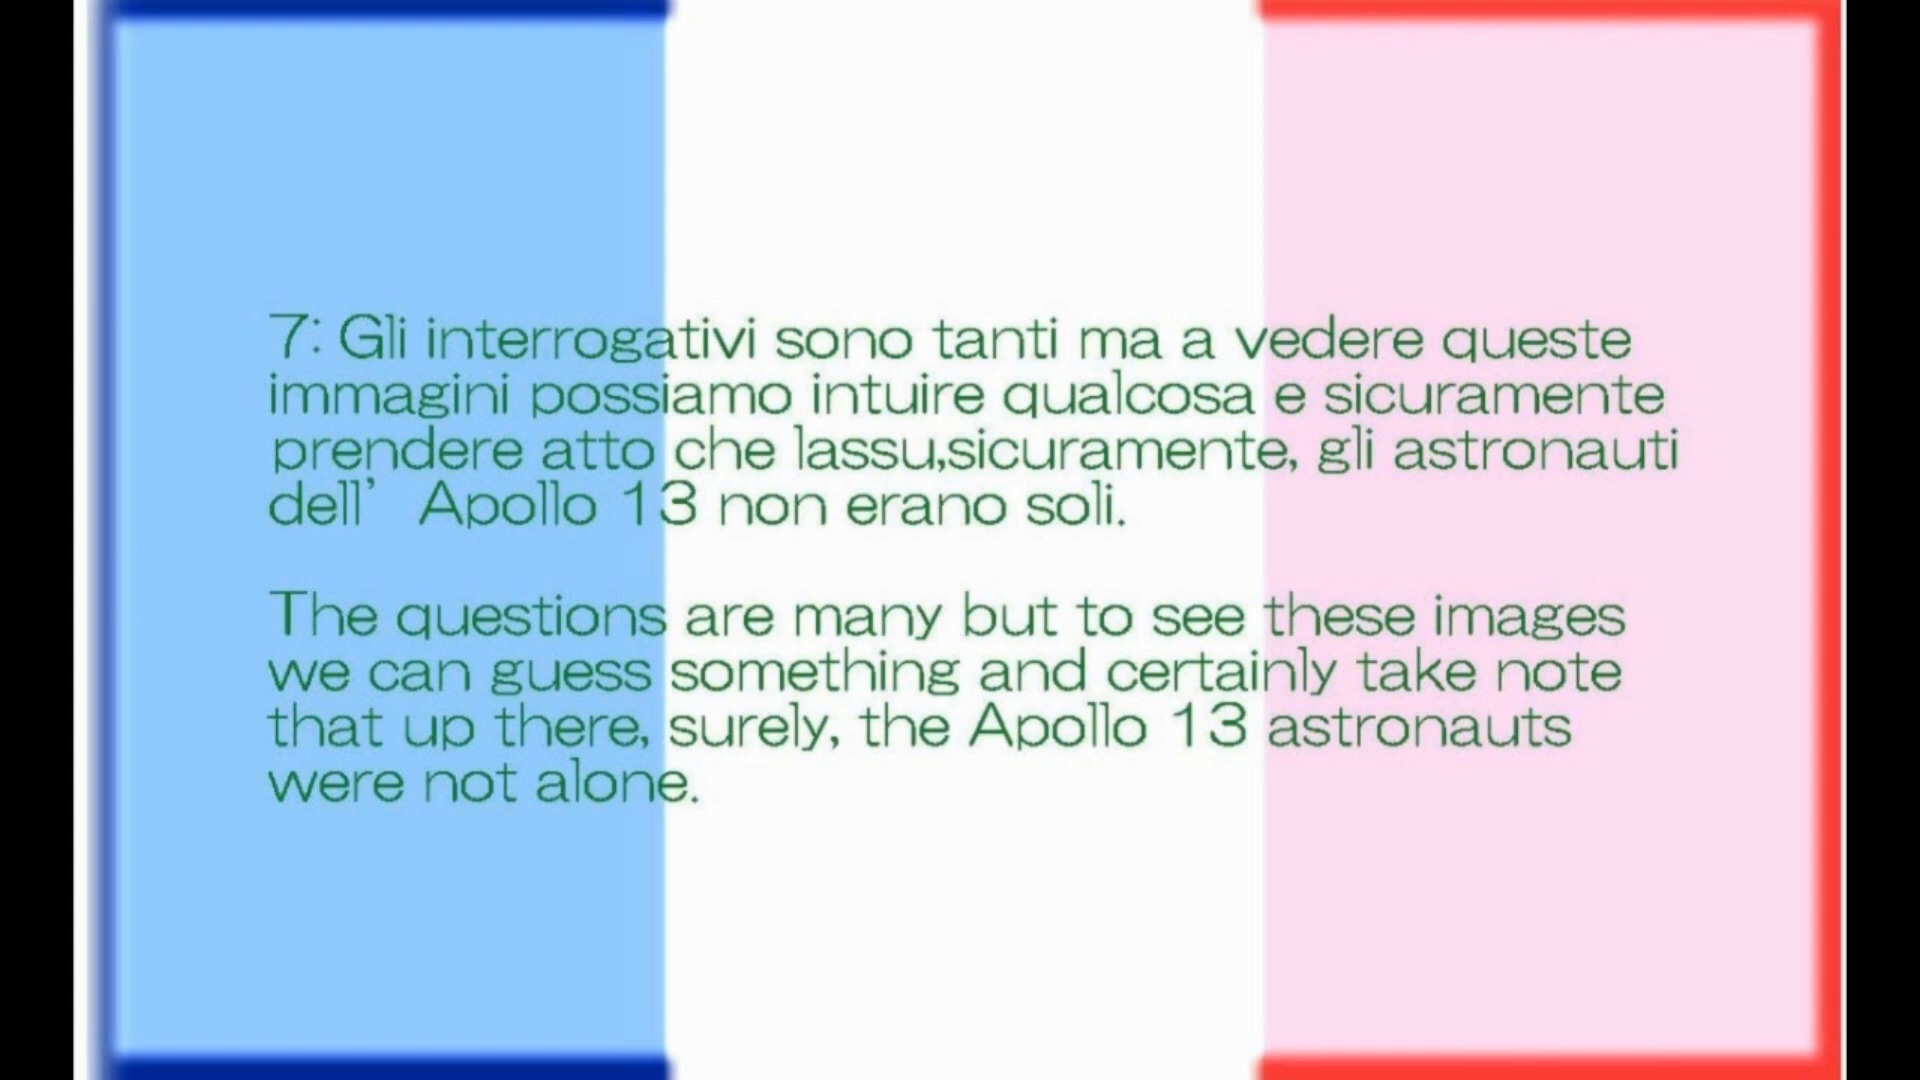 7: Gli interrogativi sono tanti ma a vedere queste
immagini possiamo intuire qualcosa e sicuramente
prendere atto che lassu,sicuramente, gli astronauti
dell’ Apollo 13 non erano soli.
The questions are many but to see these images
we can guess something and certainly take note
that up there, surely, the Apollo 13 astronauts
were not alone.